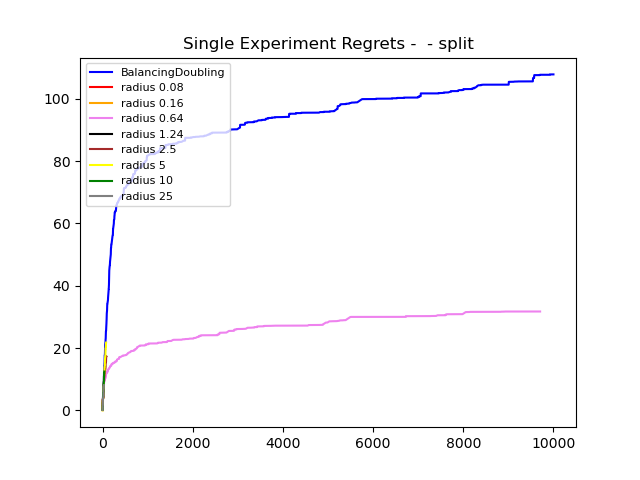 Single Experiment Regrets -  - split
BalancingDoubling
radius 0.08
radius 0.16
radius 0.64
radius 1.24
radius 2.5
radius 5
radius 10
radius 25
100
80
60
40
20
0
0 2000 4000 6000 8000 10000